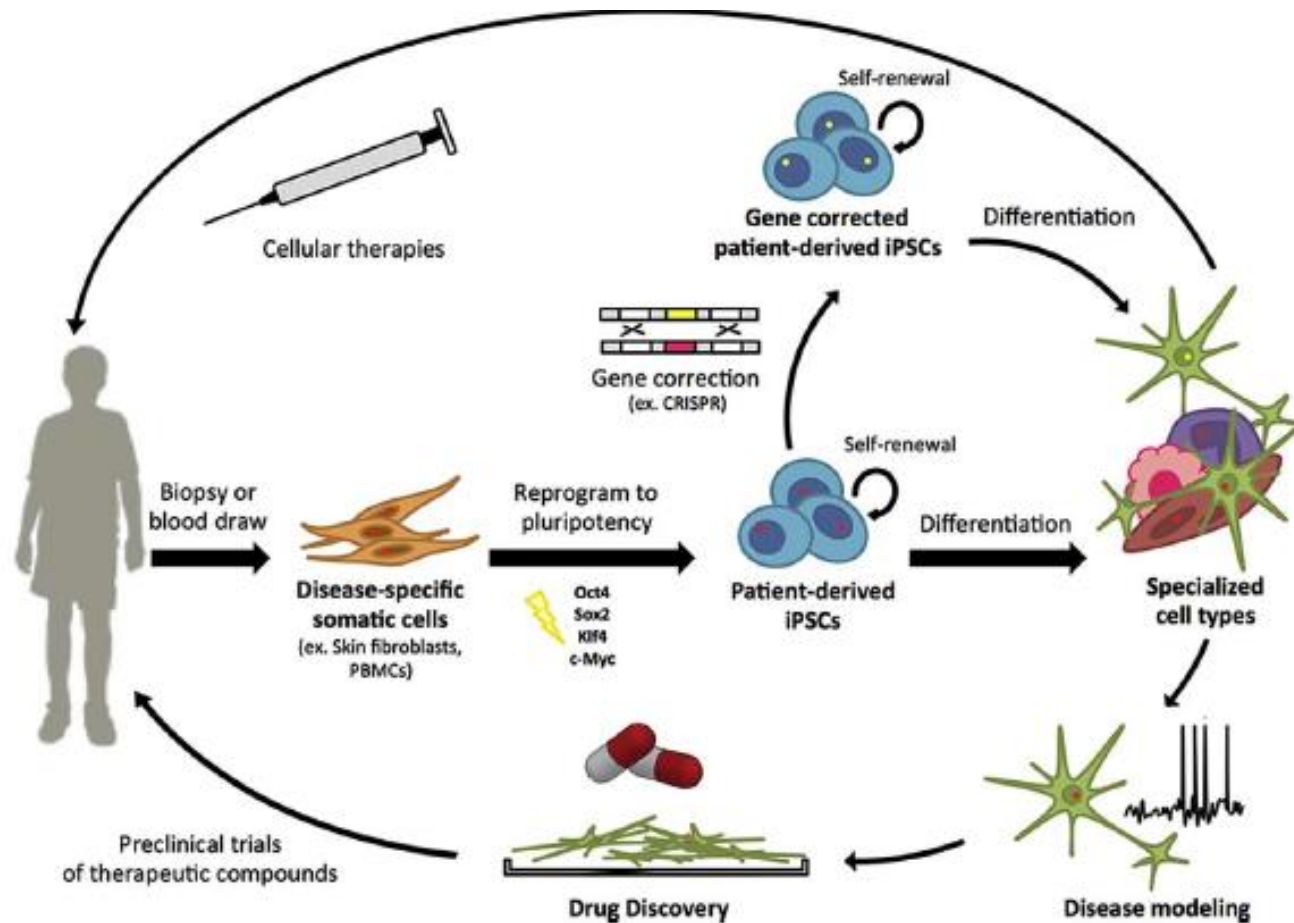 Self-renewal
Gene corrected
patient-derived iPSCs
Differentiation
Cellular therapies
Gene correction
(ex. CRISPR)
Self-renewal
Biopsy or
blood draw
Reprogram to
pluripotency
Differentiation
Disease-specific
somatic cells
(ex. Skin fibroblasts,
PBMCs)
Oct4
Sox2
Klf4
c-Myc
Patient-derived
iPSCs
Specialized
cell types
Preclinical trials
of therapeutic compounds
Drug Discovery
Disease modeling